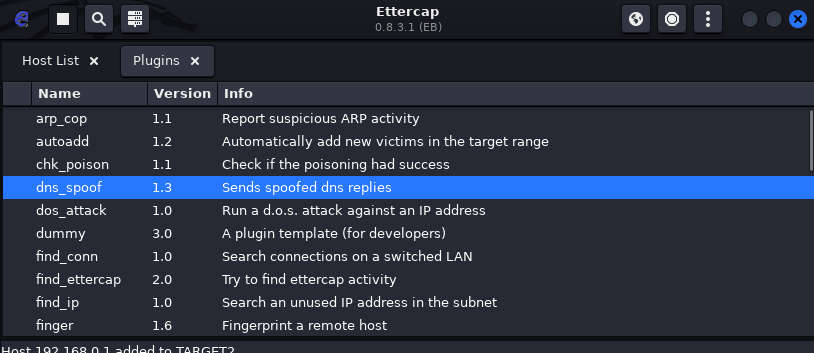 Ettercap
0.8.3.1 (EB)
Host List Plugins
Name Version Info
arp_cop 1.1 Report suspicious ARP activity
autoadd 1.2 Automatically add new victims in the target range
chk_poison 1.1 Check if the poisoning had success
dns_spoof 1.3 Sends spoofed dns replies
dos_attack 1.0 Run a d.o.s. attack against an IP address
dummy 3.0 A plugin template (for developers)
find_conn 1.0 Search connections on a switched LAN
find_ettercap 2.0 Try to find ettercap activity
find_ip 1.0 Search an unused IP address in the subnet
finger 1.6 Fingerprint a remote host
Host 192.168.0.1 added to TARGET2